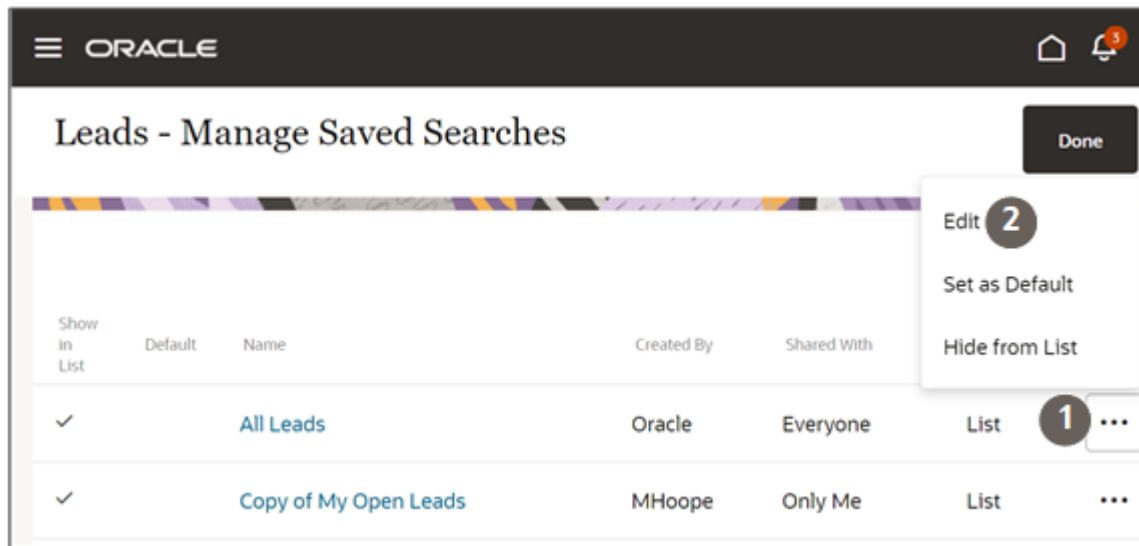 ORACLE
3
Leads - Manage Saved Searches
Done
Edit 2
Set as Default
Hide from List
Show in List
Default
Name
Created By
Shared With
All Leads
Oracle
Everyone
List
1
...
Copy of My Open Leads
MHoope
Only Me
List
...